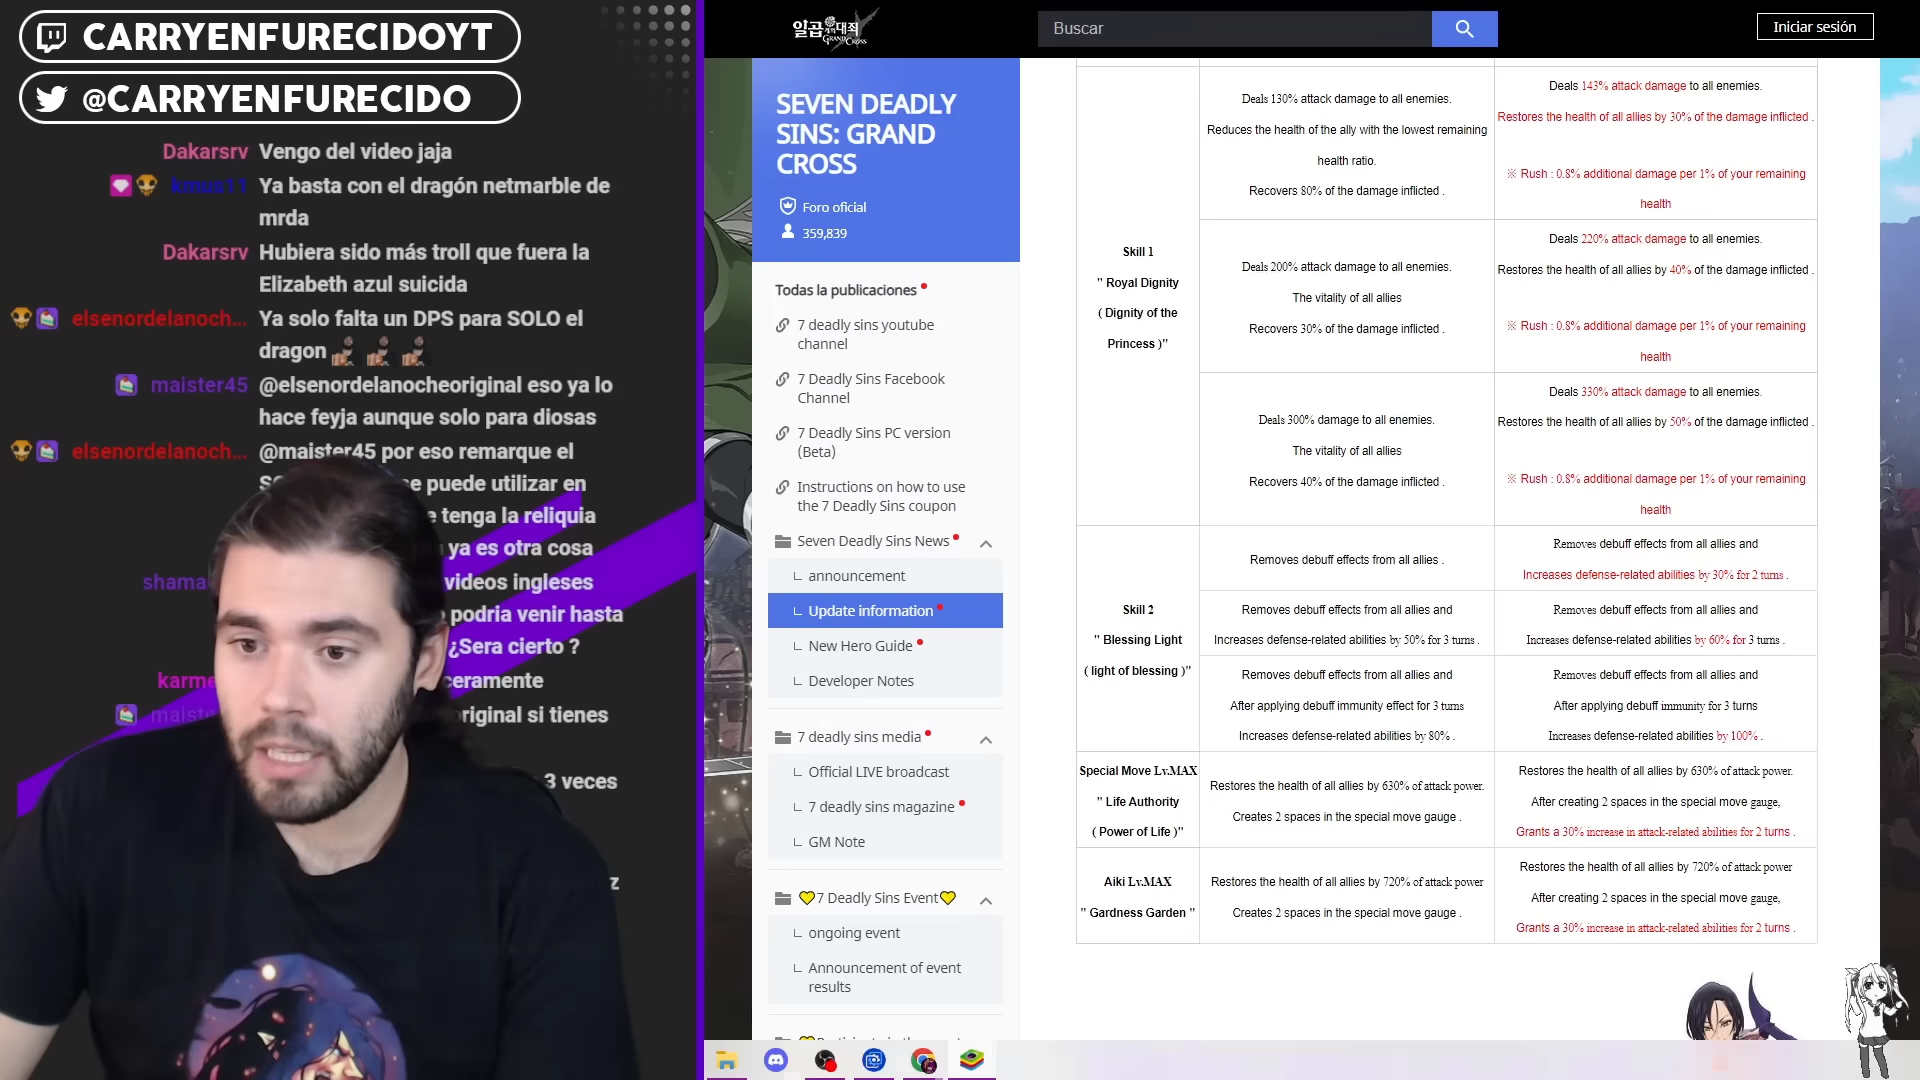 CARRYENFURECIDOYT
@CARRYENFURECIDO
Dakarsrv Vengo del video jaja
kmus11 Ya basta con el dragón netmarble de
mrda
Dakarsrv Hubiera sido más troll que fuera la
Elizabeth azul suicida
elsenordelanoch... Ya solo falta un DPS para SOLO el
dragon
maister45 @elsenordelanocheoriginal eso ya lo
hace feyja aunque solo para diosas
elsenordelanoch... @maister45 por eso remarque el
e puede utilizar en
e tenga la reliquia
ya es otra cosa
shama videos ingleses
podria venir hasta
¿Sera cierto ?
karme ceramente
maiste original si tienes
3 veces
z
알곱 개의 대죄
GRAND CROSS
Buscar
Iniciar sesión
SEVEN DEADLY
SINS: GRAND
CROSS
Foro oficial
359,839
Todas la publicaciones
7 deadly sins youtube
channel
7 Deadly Sins Facebook
Channel
7 Deadly Sins PC version
(Beta)
Instructions on how to use
the 7 Deadly Sins coupon
Seven Deadly Sins News
announcement
Update information
New Hero Guide
Developer Notes
7 deadly sins media
Official LIVE broadcast
7 deadly sins magazine
GM Note
💛7 Deadly Sins Event💛
ongoing event
Announcement of event
results
Skill 1
" Royal Dignity
( Dignity of the
Princess )"
Deals 130% attack damage to all enemies.
Reduces the health of the ally with the lowest remaining
health ratio.
Recovers 80% of the damage inflicted .
Deals 143% attack damage to all enemies.
Restores the health of all allies by 30% of the damage inflicted .
※ Rush : 0.8% additional damage per 1% of your remaining
health
Deals 200% attack damage to all enemies.
The vitality of all allies
Recovers 30% of the damage inflicted .
Deals 220% attack damage to all enemies.
Restores the health of all allies by 40% of the damage inflicted .
※ Rush : 0.8% additional damage per 1% of your remaining
health
Deals 300% damage to all enemies.
The vitality of all allies
Recovers 40% of the damage inflicted .
Deals 330% attack damage to all enemies.
Restores the health of all allies by 50% of the damage inflicted .
※ Rush : 0.8% additional damage per 1% of your remaining
health
Skill 2
" Blessing Light
( light of blessing )"
Removes debuff effects from all allies .
Removes debuff effects from all allies and
Increases defense-related abilities by 30% for 2 turns .
Removes debuff effects from all allies and
Increases defense-related abilities by 50% for 3 turns .
Removes debuff effects from all allies and
Increases defense-related abilities by 60% for 3 turns .
Removes debuff effects from all allies and
After applying debuff immunity effect for 3 turns
Increases defense-related abilities by 80% .
Removes debuff effects from all allies and
After applying debuff immunity for 3 turns
Increases defense-related abilities by 100% .
Special Move Lv.MAX
" Life Authority
( Power of Life )"
Restores the health of all allies by 630% of attack power.
Creates 2 spaces in the special move gauge .
Restores the health of all allies by 630% of attack power.
After creating 2 spaces in the special move gauge,
Grants a 30% increase in attack-related abilities for 2 turns .
Aiki Lv.MAX
" Gardness Garden "
Restores the health of all allies by 720% of attack power
Creates 2 spaces in the special move gauge .
Restores the health of all allies by 720% of attack power
After creating 2 spaces in the special move gauge,
Grants a 30% increase in attack-related abilities for 2 turns .